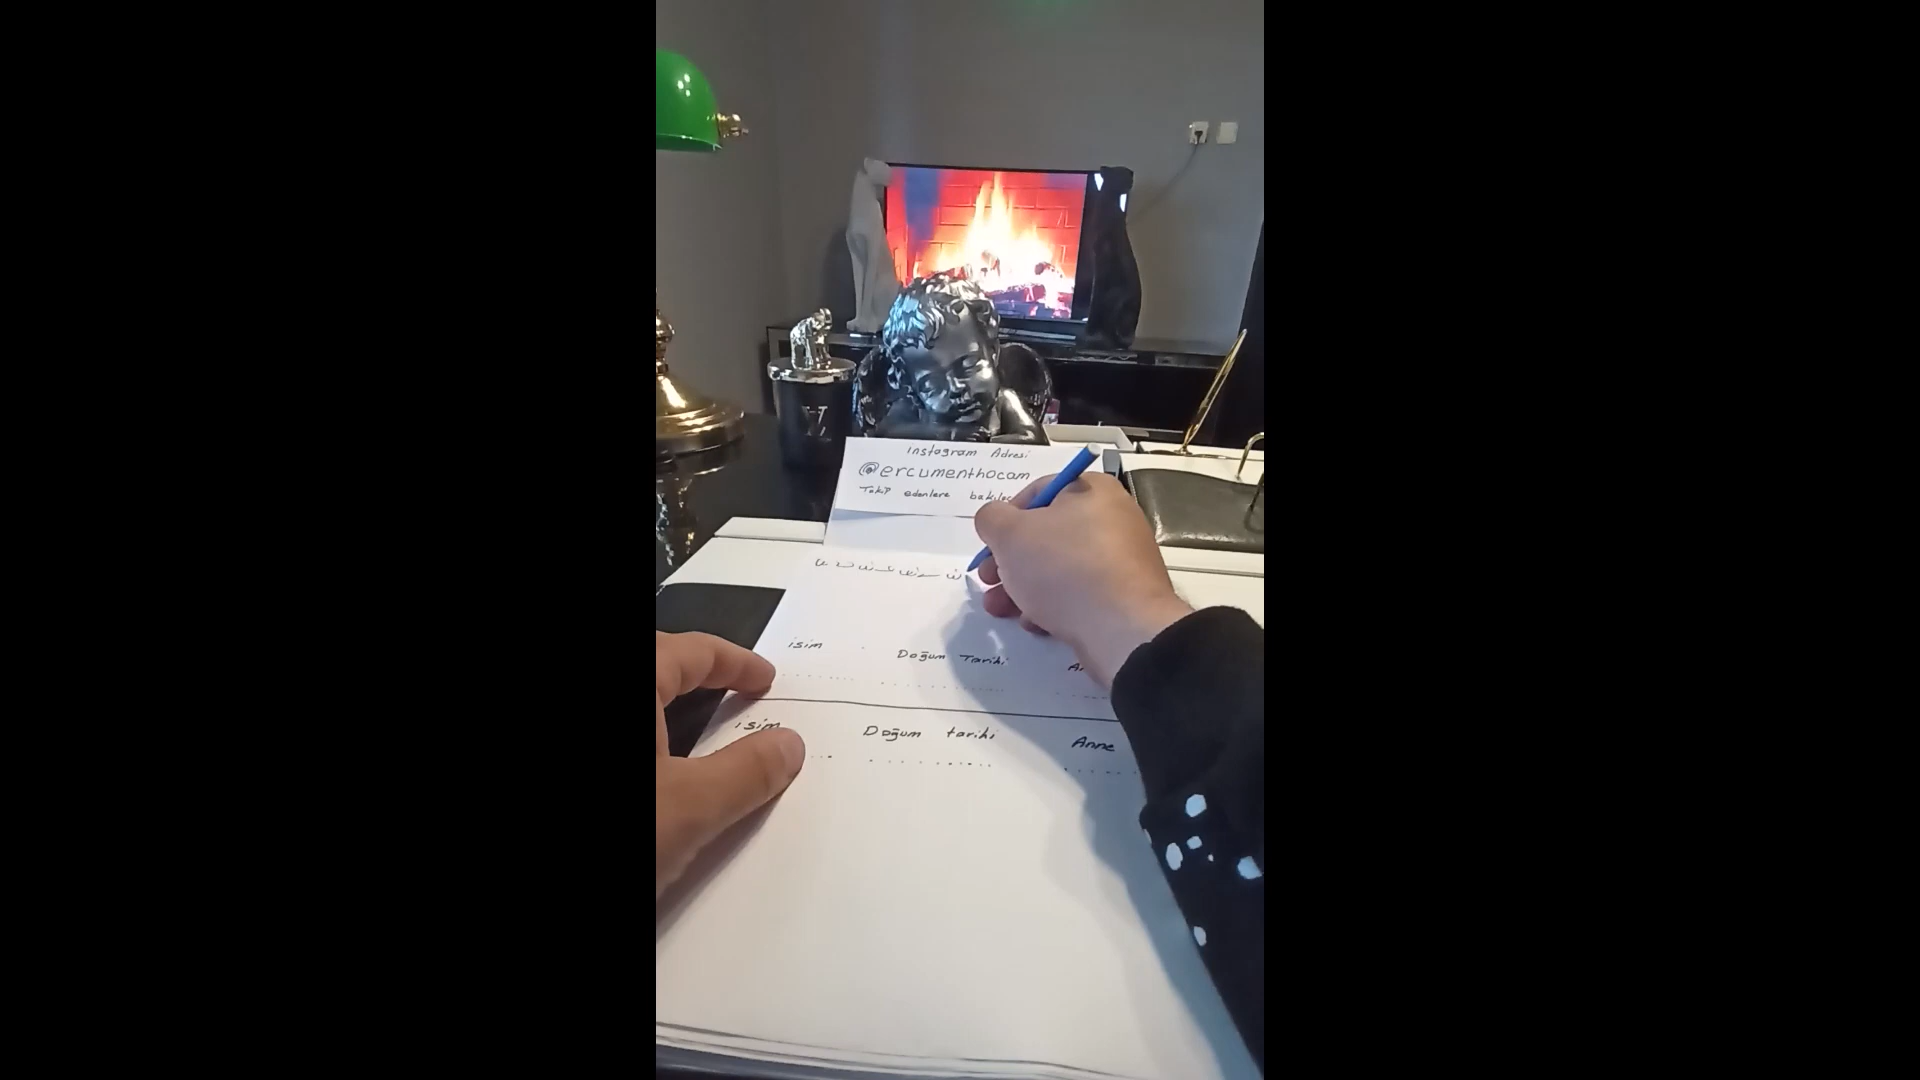 instagram Adresi
@ercumenthocam
Takip edenlere
isim Doğum Tarihi
isim Doğum tarihi Anne